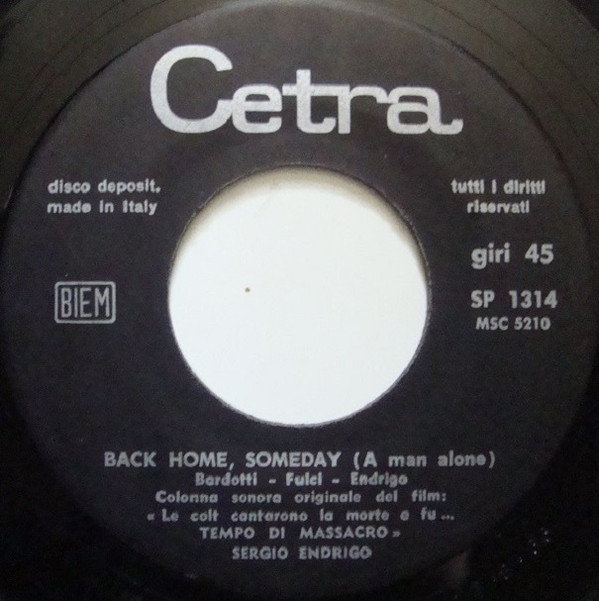 Cetra
disco deposit.
made in Italy
tutti i diritti
riservati
giri 45
BIEM
SP 1314
MSC 5210
BACK HOME, SOMEDAY (A man alone)
Bardotti - Fulci - Endrigo
Colonna sonora originale del film:
« Le colt cantarono la morte e fu ...
TEMPO DI MASSACRO »
SERGIO ENDRIGO